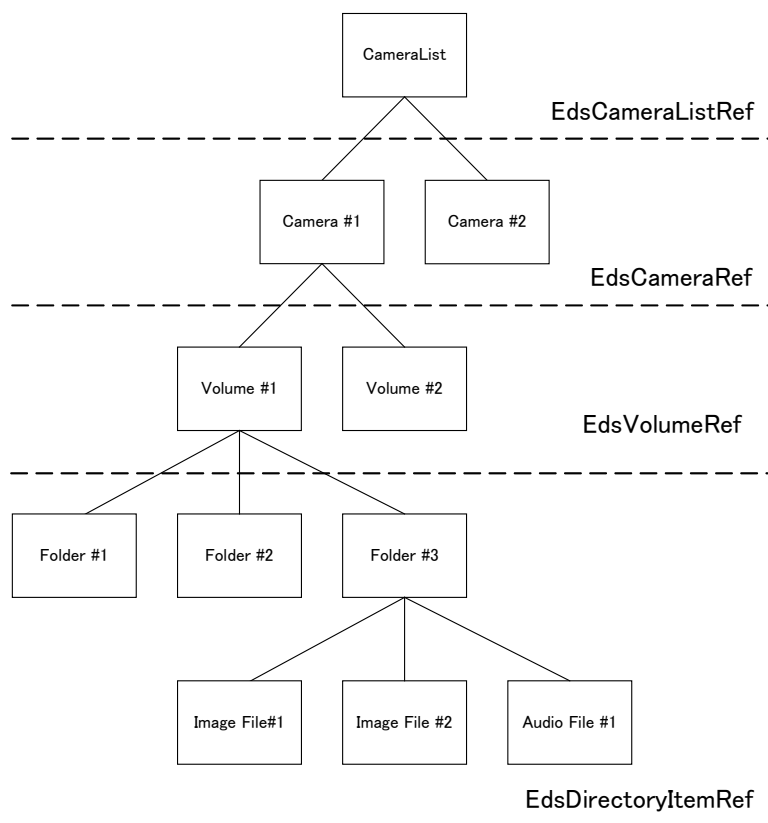 CameraList
EdsCameraListRef
Camera #1
Camera #2
EdsCameraRef
Volume #1
Volume #2
EdsVolumeRef
Folder #1
Folder #2
Folder #3
Image File#1
Image File #2
Audio File #1
EdsDirectoryItemRef